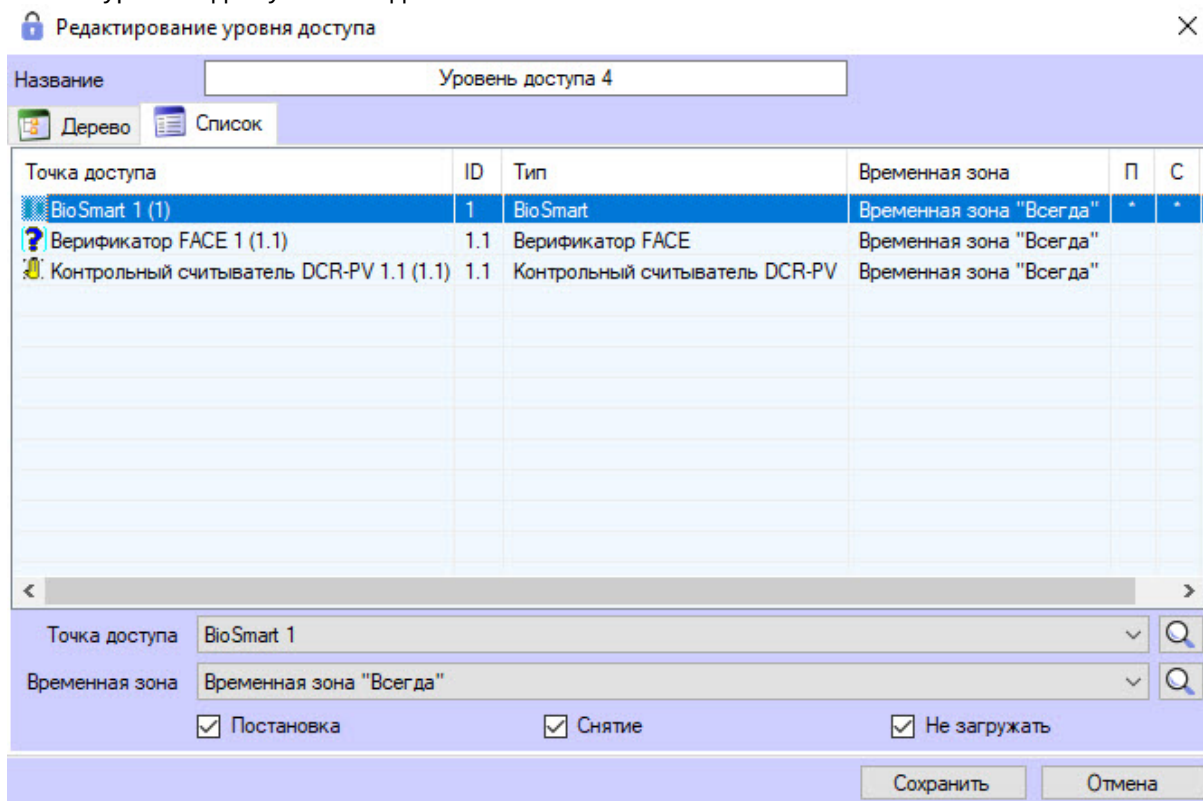 Редактирование уровня доступа
Название Уровень доступа 4
Дерево Список
Точка доступа ID Тип Временная зона П С
BioSmart 1 (1) 1 BioSmart Временная зона "Всегда" * *
Верификатор FACE 1 (1.1) 1.1 Верификатор FACE Временная зона "Всегда"
Контрольный считыватель DCR-PV 1.1 (1.1) 1.1 Контрольный считыватель DCR-PV Временная зона "Всегда"
Точка доступа BioSmart 1
Временная зона Временная зона "Всегда"
Постановка Снятие Не загружать
Сохранить Отмена